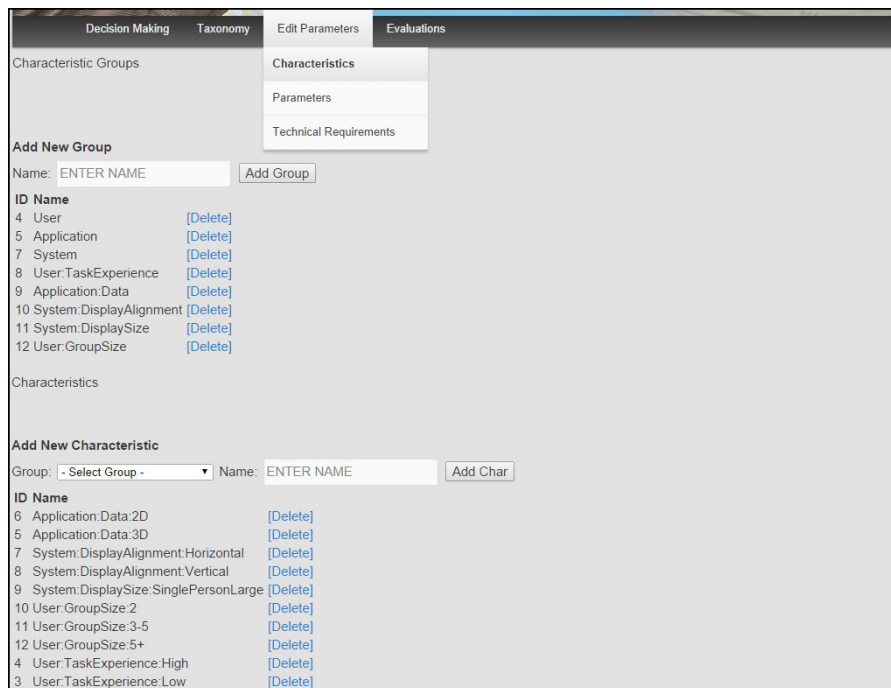 Decision Making Taxonomy Edit Parameters Evaluations
Characteristics
Parameters
Technical Requirements
Characteristic Groups
Add New Group
Name: ENTER NAME Add Group
ID Name
4 User [Delete]
5 Application [Delete]
7 System [Delete]
8 User:TaskExperience [Delete]
9 Application:Data [Delete]
10 System:DisplayAlignment [Delete]
11 System:DisplaySize [Delete]
12 User:GroupSize [Delete]
Characteristics
Add New Characteristic
Group: - Select Group - Name: ENTER NAME Add Char
ID Name
6 Application:Data:2D [Delete]
5 Application:Data:3D [Delete]
7 System:DisplayAlignment:Horizontal [Delete]
8 System:DisplayAlignment:Vertical [Delete]
9 System:DisplaySize:SinglePersonLarge [Delete]
10 User:GroupSize:2 [Delete]
11 User:GroupSize:3-5 [Delete]
12 User:GroupSize:5+ [Delete]
4 User:TaskExperience:High [Delete]
3 User:TaskExperience:Low [Delete]